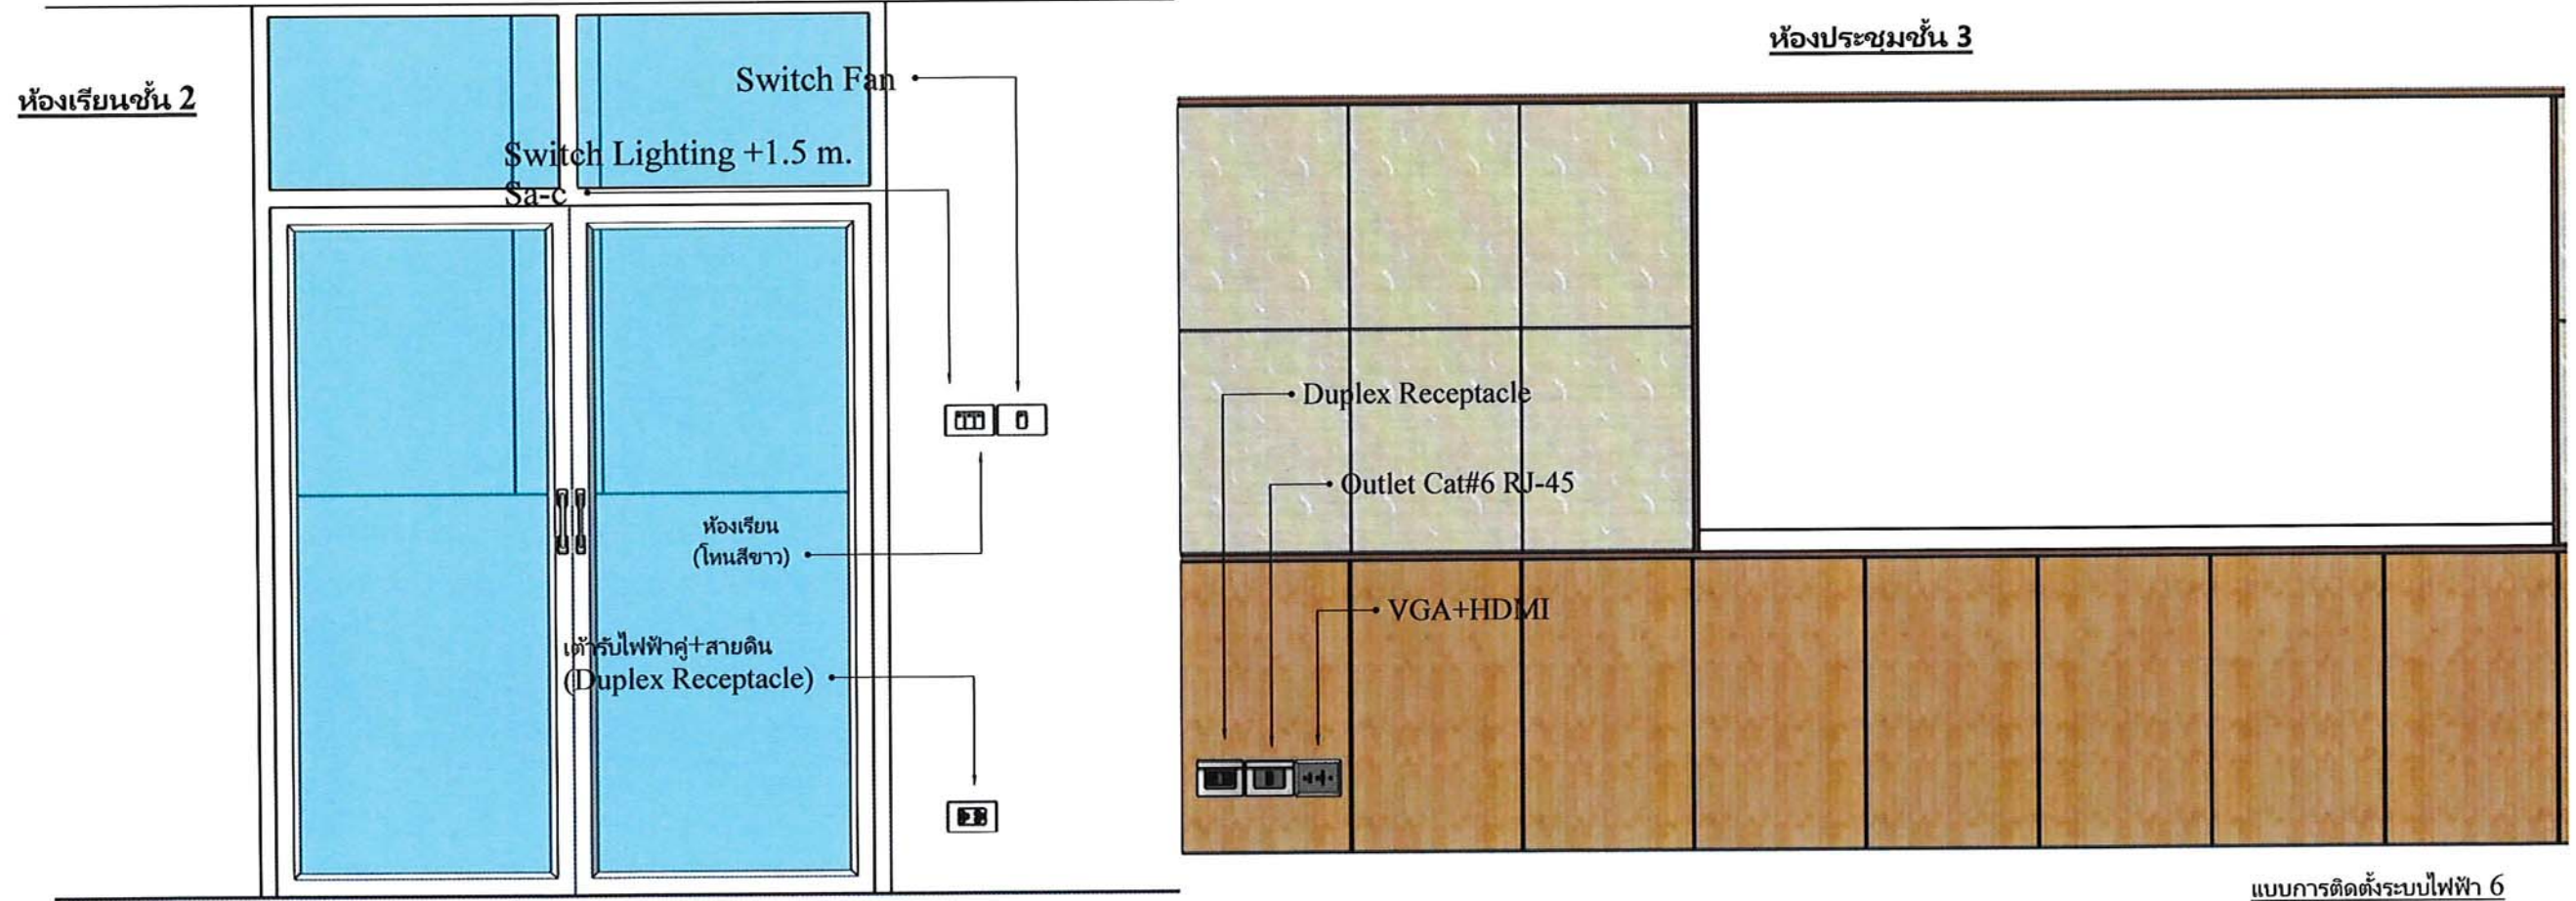 ห้องเรียนชั้น 2
Switch Fan
Switch Lighting +1.5 m.
Sa-c
ห้องเรียน
(โทนสีขาว)
เต้ารับไฟฟ้าคู่+สายดิน
(Duplex Receptacle)
ห้องประชุมชั้น 3
Duplex Receptacle
Outlet Cat#6 RJ-45
VGA+HDMI
แบบการติดตั้งระบบไฟฟ้า 6